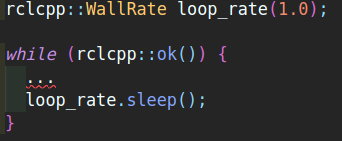 rclcpp::WallRate loop_rate(1.0);
while (rclcpp::ok()) {
...
loop_rate.sleep();
}